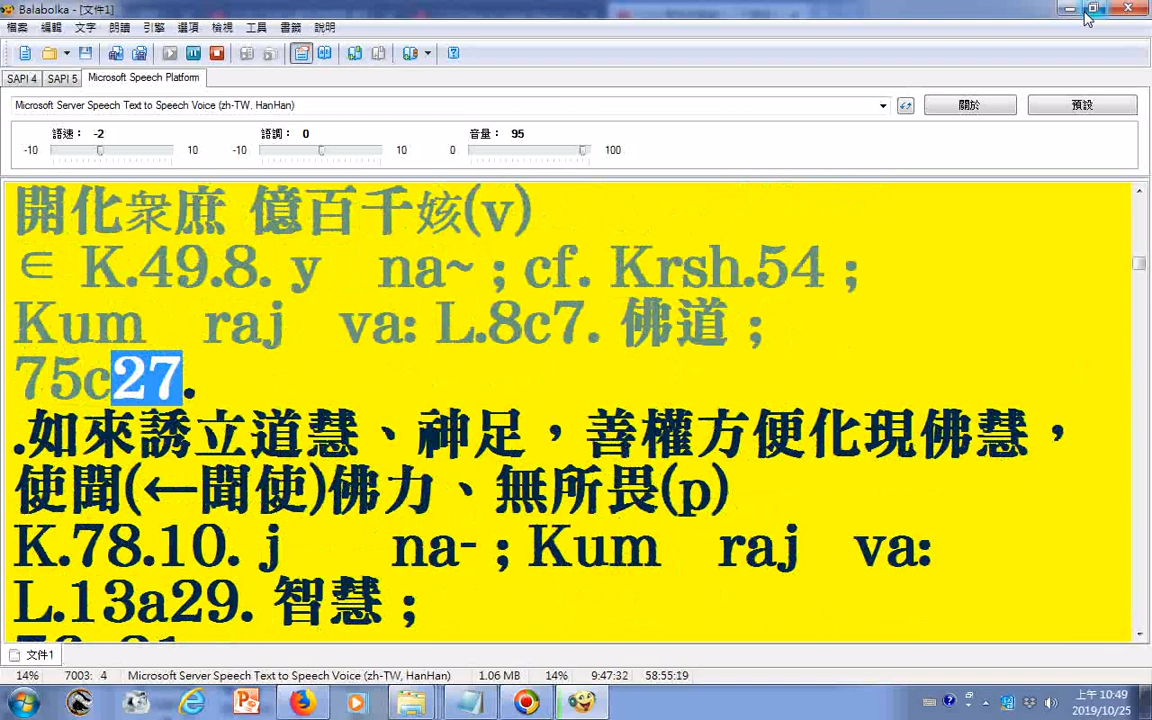 Balabolka - [文件1]
檔案 編輯 文字 朗讀 引擎 選項 檢視 工具 書籤 說明
SAPI 4 SAPI 5 Microsoft Speech Platform
Microsoft Server Speech Text to Speech Voice (zh-TW, HanHan) 關於 預設
語速： -2 語調： 0 音量： 95
-10 10 -10 10 0 100
開化衆庶 億百千姟(v)
∈ K.49.8. y na~ ; cf. Krsh.54 ;
Kum raj va: L.8c7. 佛道 ;
75c27.
.如來誘立道慧、神足，善權方便化現佛慧，
使聞(←聞使)佛力、無所畏(p)
K.78.10. j na- ; Kum raj va:
L.13a29. 智慧 ;
文件1
14% 7003: 4 Microsoft Server Speech Text to Speech Voice (zh-TW, HanHan) 1.06 MB 14% 9:47:32 58:55:19
上午 10:49
2019/10/25